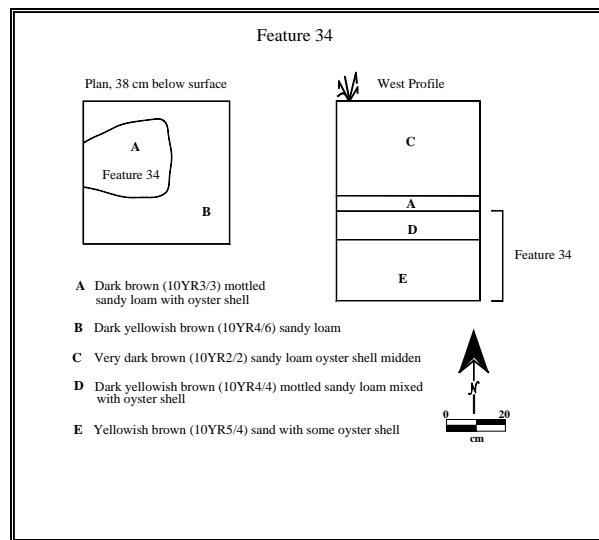 Feature 34
Plan, 38 cm below surface
West Profile
A
Feature 34
B
C
A
D
E
Feature 34
A Dark brown (10YR3/3) mottled
sandy loam with oyster shell
B Dark yellowish brown (10YR4/6) sandy loam
C Very dark brown (10YR2/2) sandy loam oyster shell midden
D Dark yellowish brown (10YR4/4) mottled sandy loam mixed
with oyster shell
E Yellowish brown (10YR5/4) sand with some oyster shell
N
0 20
cm